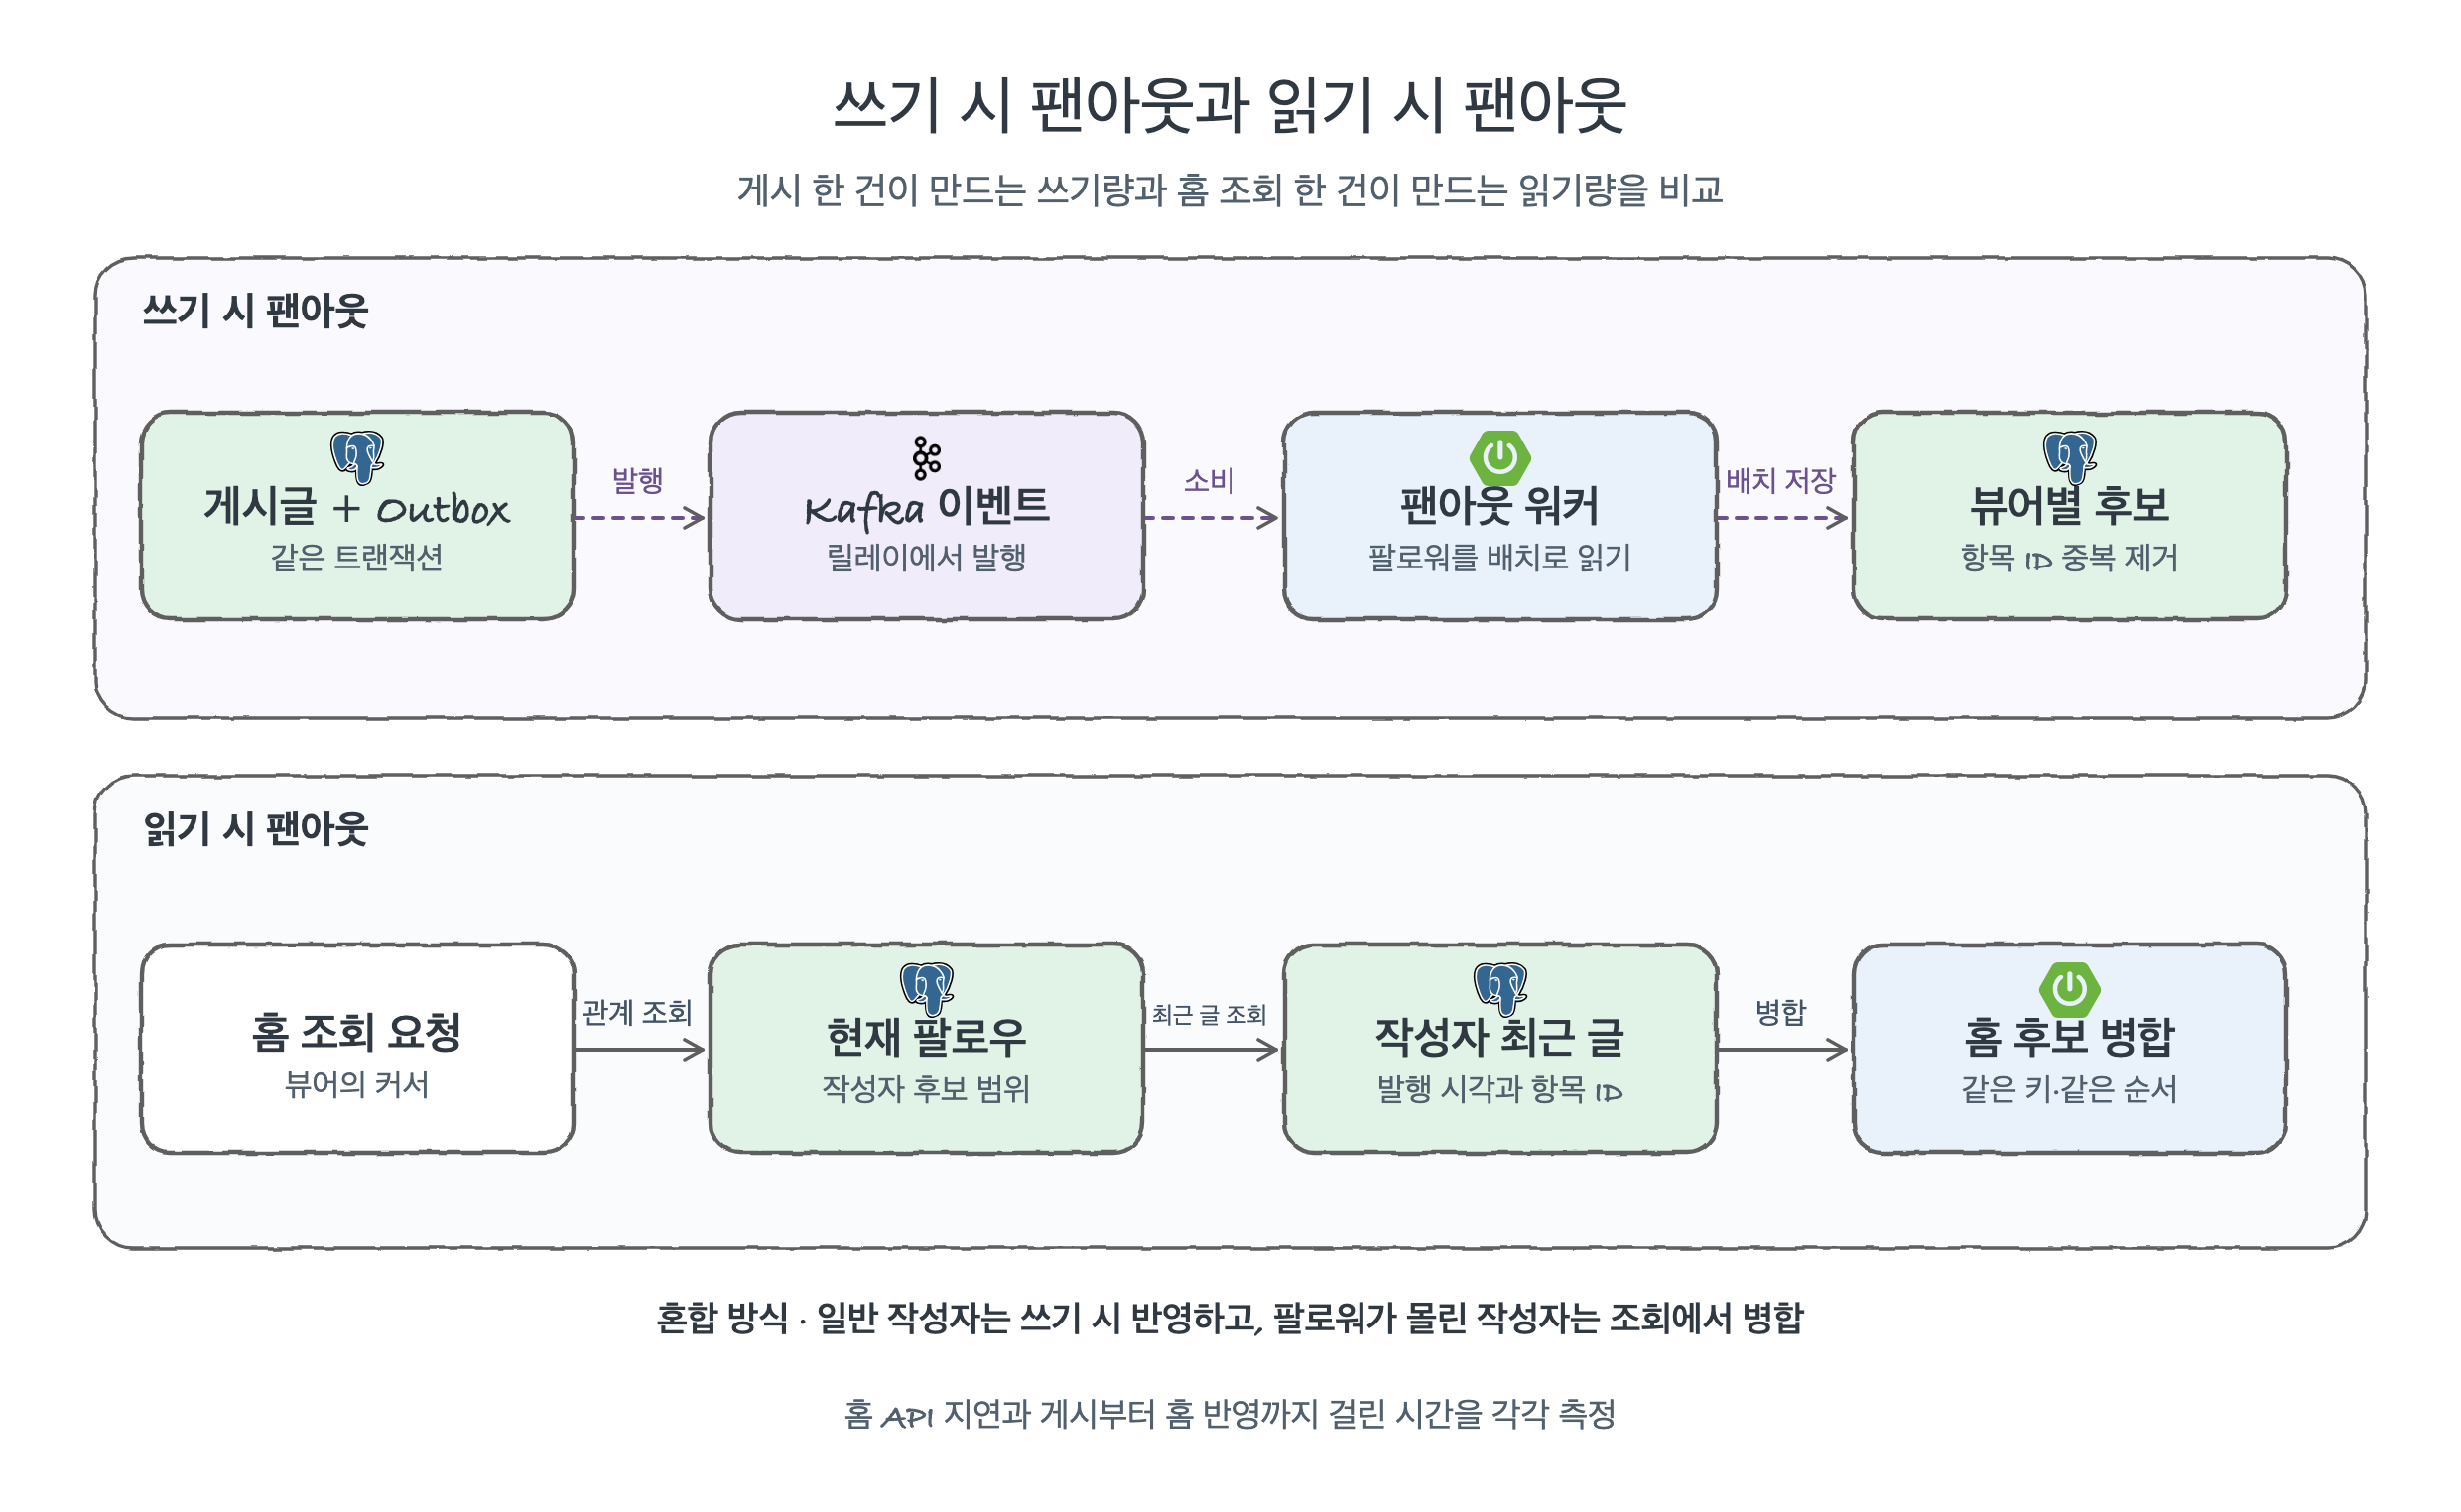 쓰기 시 팬아웃과 읽기 시 팬아웃
게시 한 건이 만드는 쓰기량과 홈 조회 한 건이 만드는 읽기량을 비교
쓰기 시 팬아웃
게시글 + Outbox
같은 트랜잭션
발행
Kafka 이벤트
릴레이에서 발행
소비
팬아웃 워커
팔로워를 배치로 읽기
배치 저장
뷰어별 후보
항목 ID 중복 제거
읽기 시 팬아웃
홈 조회 요청
뷰어의 커서
관계 조회
현재 팔로우
작성자 후보 범위
최근 글 조회
작성자 최근 글
발행 시각과 항목 ID
병합
홈 후보 병합
같은 키·같은 순서
혼합 방식 · 일반 작성자는 쓰기 시 반영하고, 팔로워가 몰린 작성자는 조회에서 병합
홈 API 지연과 게시부터 홈 반영까지 걸린 시간을 각각 측정